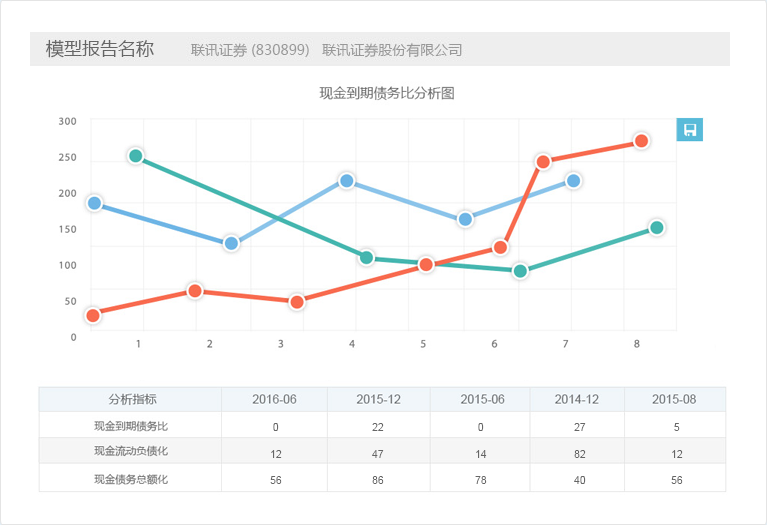 模型报告名称 联讯证券 (830899) 联讯证券股份有限公司
现金到期债务比分析图
300
250
200
150
100
50
0
1 2 3 4 5 6 7 8
分析指标 2016-06 2015-12 2015-06 2014-12 2015-08
现金到期债务比 0 22 0 27 5
现金流动负债化 12 47 14 82 12
现金债务总额化 56 86 78 40 56